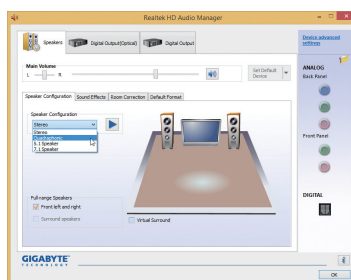 Realtek HD Audio Manager
Speakers
Digital Output(Optical)
Digital Output
Device advanced settings
Main Volume
L
R
Set Default Device
ANALOG
Back Panel
Speaker Configuration
Sound Effects
Room Correction
Default Format
Speaker Configuration
Stereo
Stereo
Quadraphonic
5.1 Speaker
7.1 Speaker
Front Panel
DIGITAL
Full-range Speakers
Front left and right
Surround speakers
Virtual Surround
GIGABYTE
TECHNOLOGY
OK